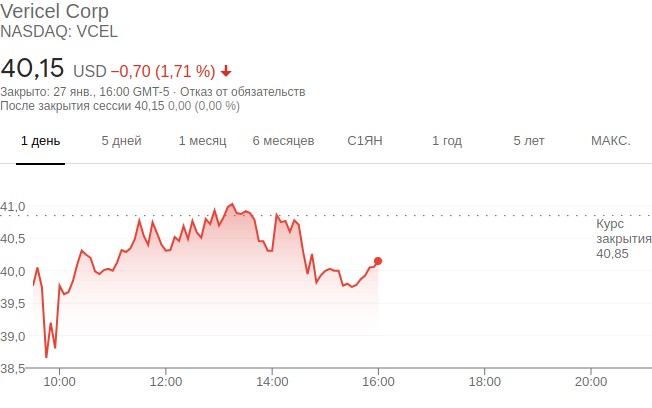 Vericel Corp
NASDAQ: VCEL
40,15 USD −0,70 (1,71 %)
Закрыто: 27 янв., 16:00 GMT-5 · Отказ от обязательств
После закрытия сессии 40,15 0,00 (0,00 %)
1 день 5 дней 1 месяц 6 месяцев С1ЯН 1 год 5 лет МАКС.
41,0
Курс
закрытия
40,85
40,5
40,0
39,5
39,0
38,5
10:00 12:00 14:00 16:00 18:00 20:00